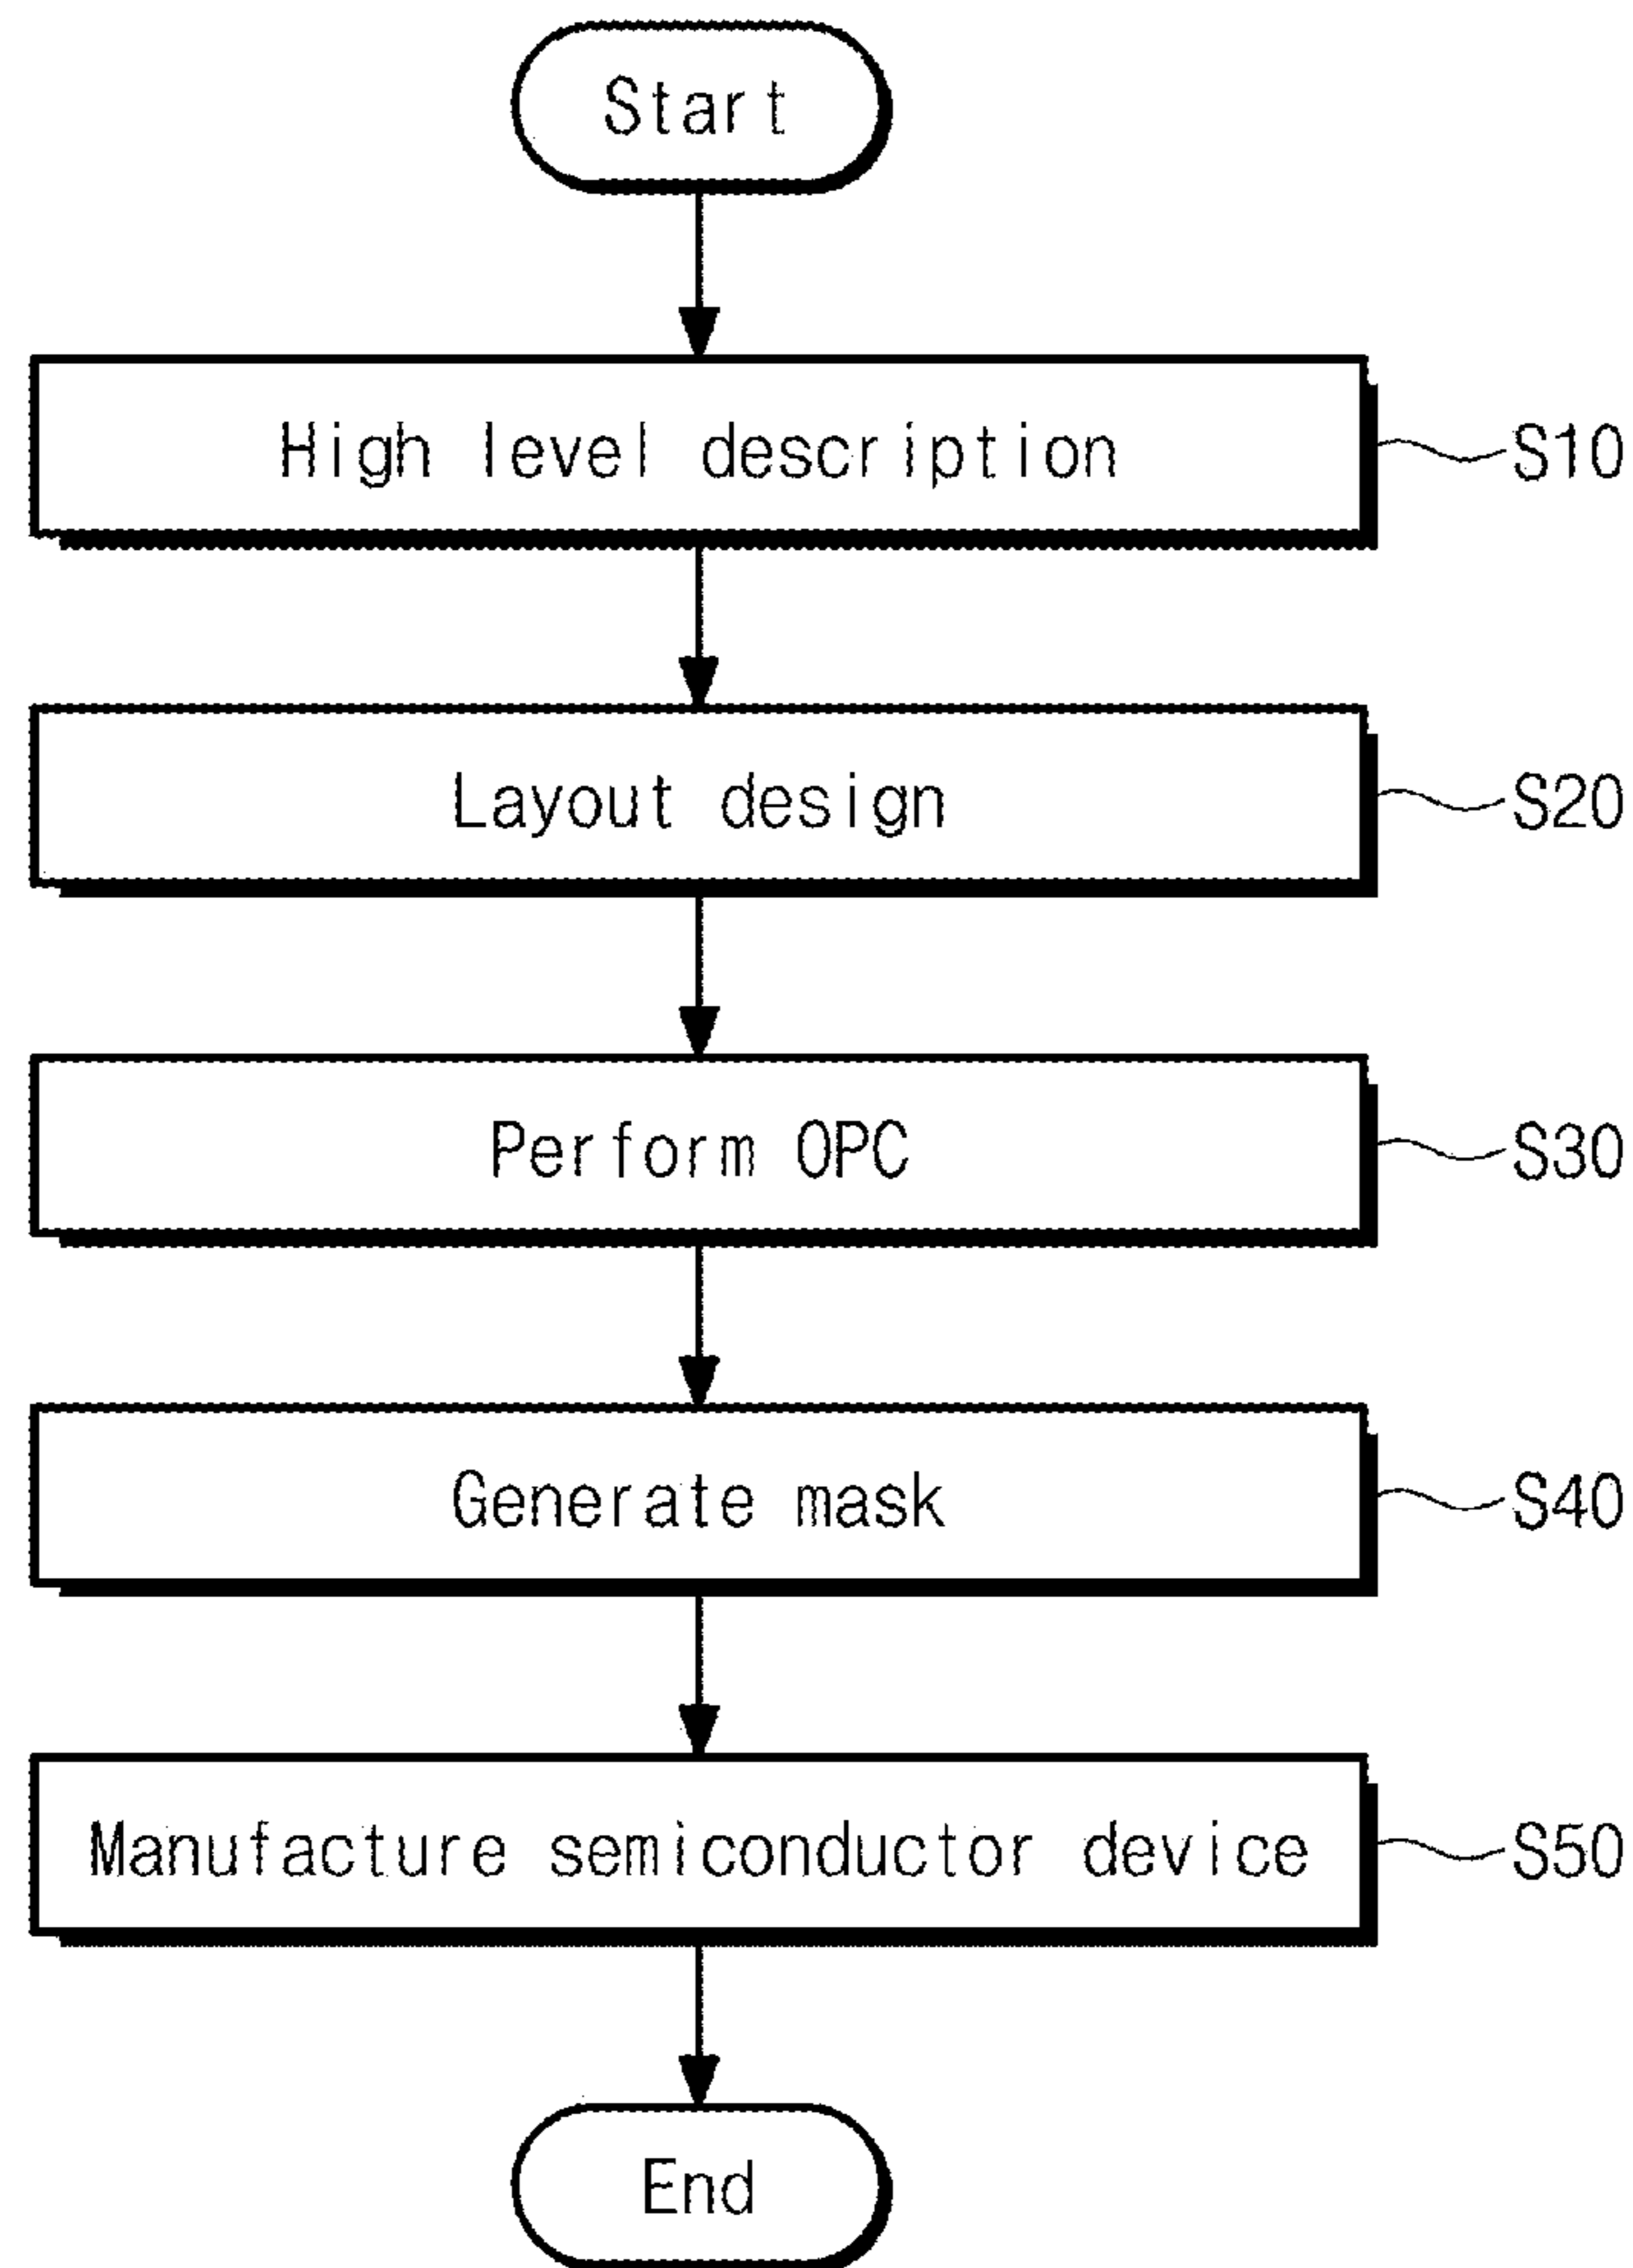 Start
High level description
S10
Layout design
S20
Perform OPC
S30
Generate mask
S40
Manufacture semiconductor device
S50
End